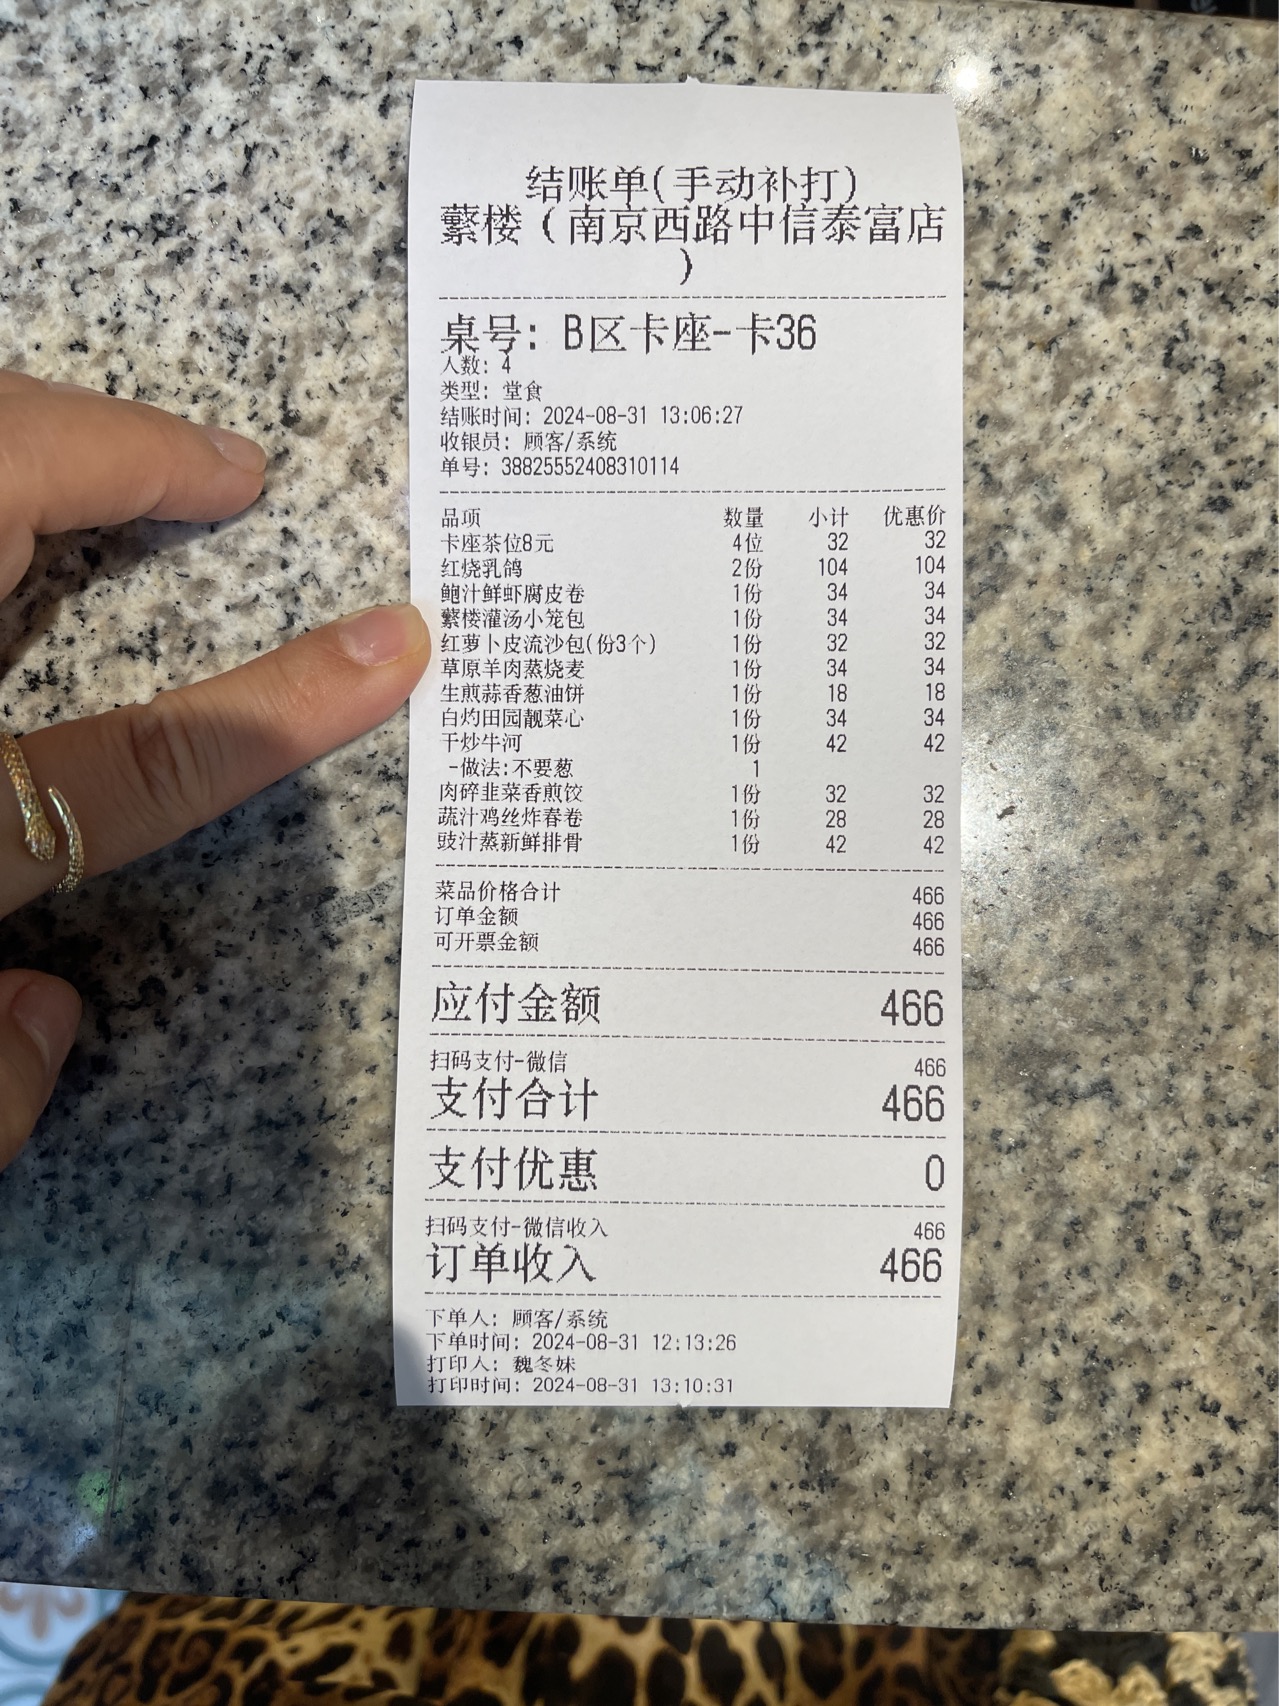 结账单(手动补打)
蘩楼（南京西路中信泰富店
）
桌号: B区卡座-卡36
人数: 4
类型: 堂食
结账时间: 2024-08-31 13:06:27
收银员: 顾客/系统
单号: 38825552408310114
品项 数量 小计 优惠价
卡座茶位8元 4位 32 32
红烧乳鸽 2份 104 104
鲍汁鲜虾腐皮卷 1份 34 34
蘩楼灌汤小笼包 1份 34 34
红萝卜皮流沙包(份3个) 1份 32 32
草原羊肉蒸烧麦 1份 34 34
生煎蒜香葱油饼 1份 18 18
白灼田园靓菜心 1份 34 34
干炒牛河 1份 42 42
-做法:不要葱 1
肉碎韭菜香煎饺 1份 32 32
蔬汁鸡丝炸春卷 1份 28 28
豉汁蒸新鲜排骨 1份 42 42
菜品价格合计 466
订单金额 466
可开票金额 466
应付金额 466
扫码支付-微信 466
支付合计 466
支付优惠 0
扫码支付-微信收入 466
订单收入 466
下单人: 顾客/系统
下单时间: 2024-08-31 12:13:26
打印人: 魏冬妹
打印时间: 2024-08-31 13:10:31